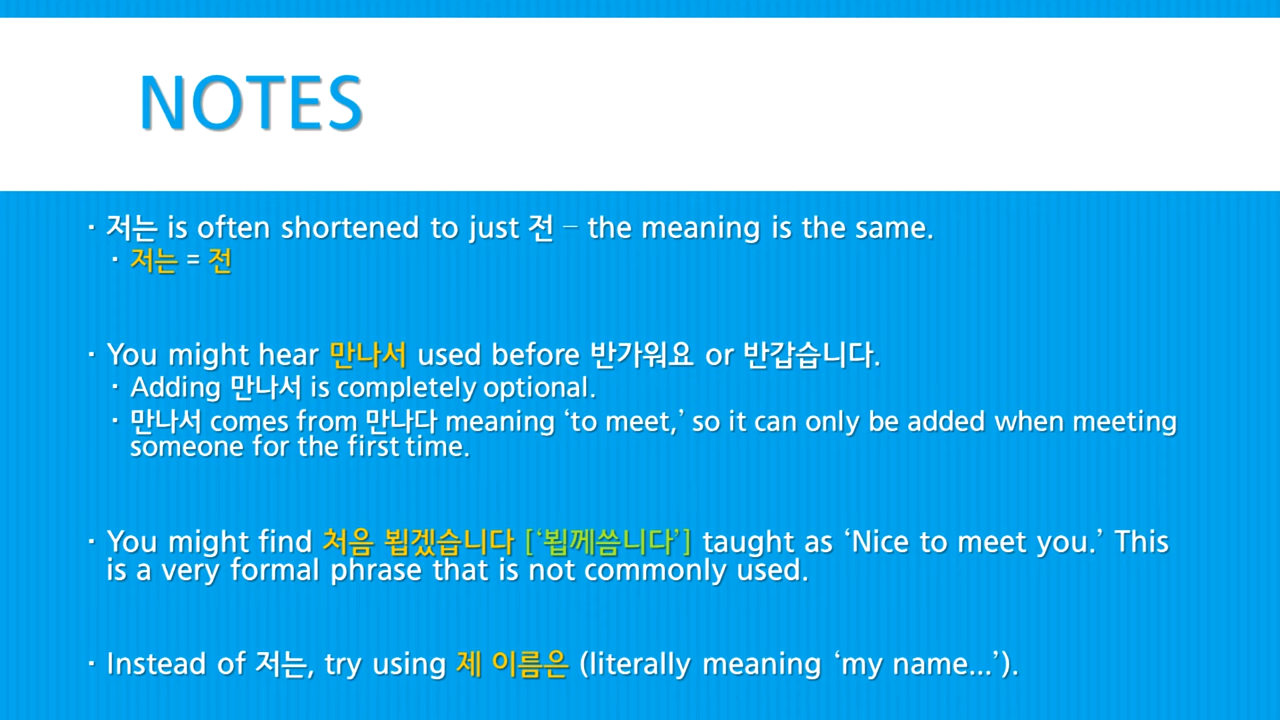 NOTES
· 저는 is often shortened to just 전 – the meaning is the same.
· 저는 = 전
· You might hear 만나서 used before 반가워요 or 반갑습니다.
· Adding 만나서 is completely optional.
· 만나서 comes from 만나다 meaning ‘to meet,’ so it can only be added when meeting
someone for the first time.
· You might find 처음 뵙겠습니다 [‘뵙께씀니다’] taught as ‘Nice to meet you.’ This
is a very formal phrase that is not commonly used.
· Instead of 저는, try using 제 이름은 (literally meaning ‘my name...’).